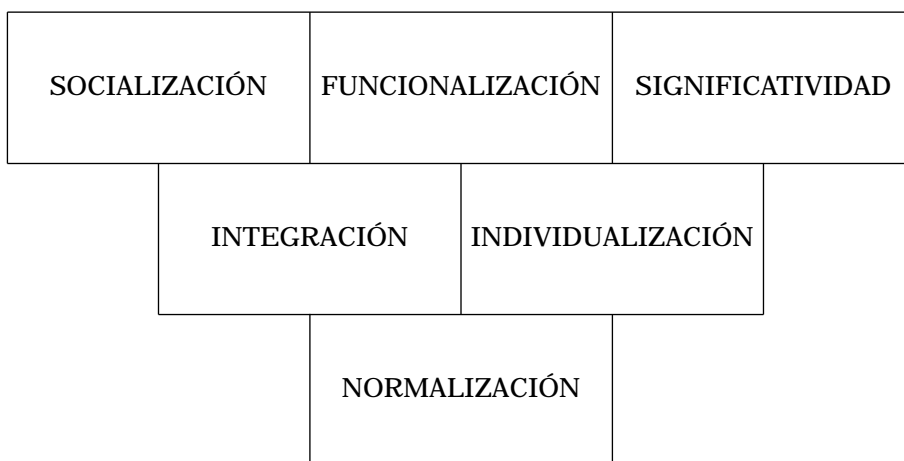 SOCIALIZACIÓN FUNCIONALIZACIÓN SIGNIFICATIVIDAD
INTEGRACIÓN INDIVIDUALIZACIÓN
NORMALIZACIÓN